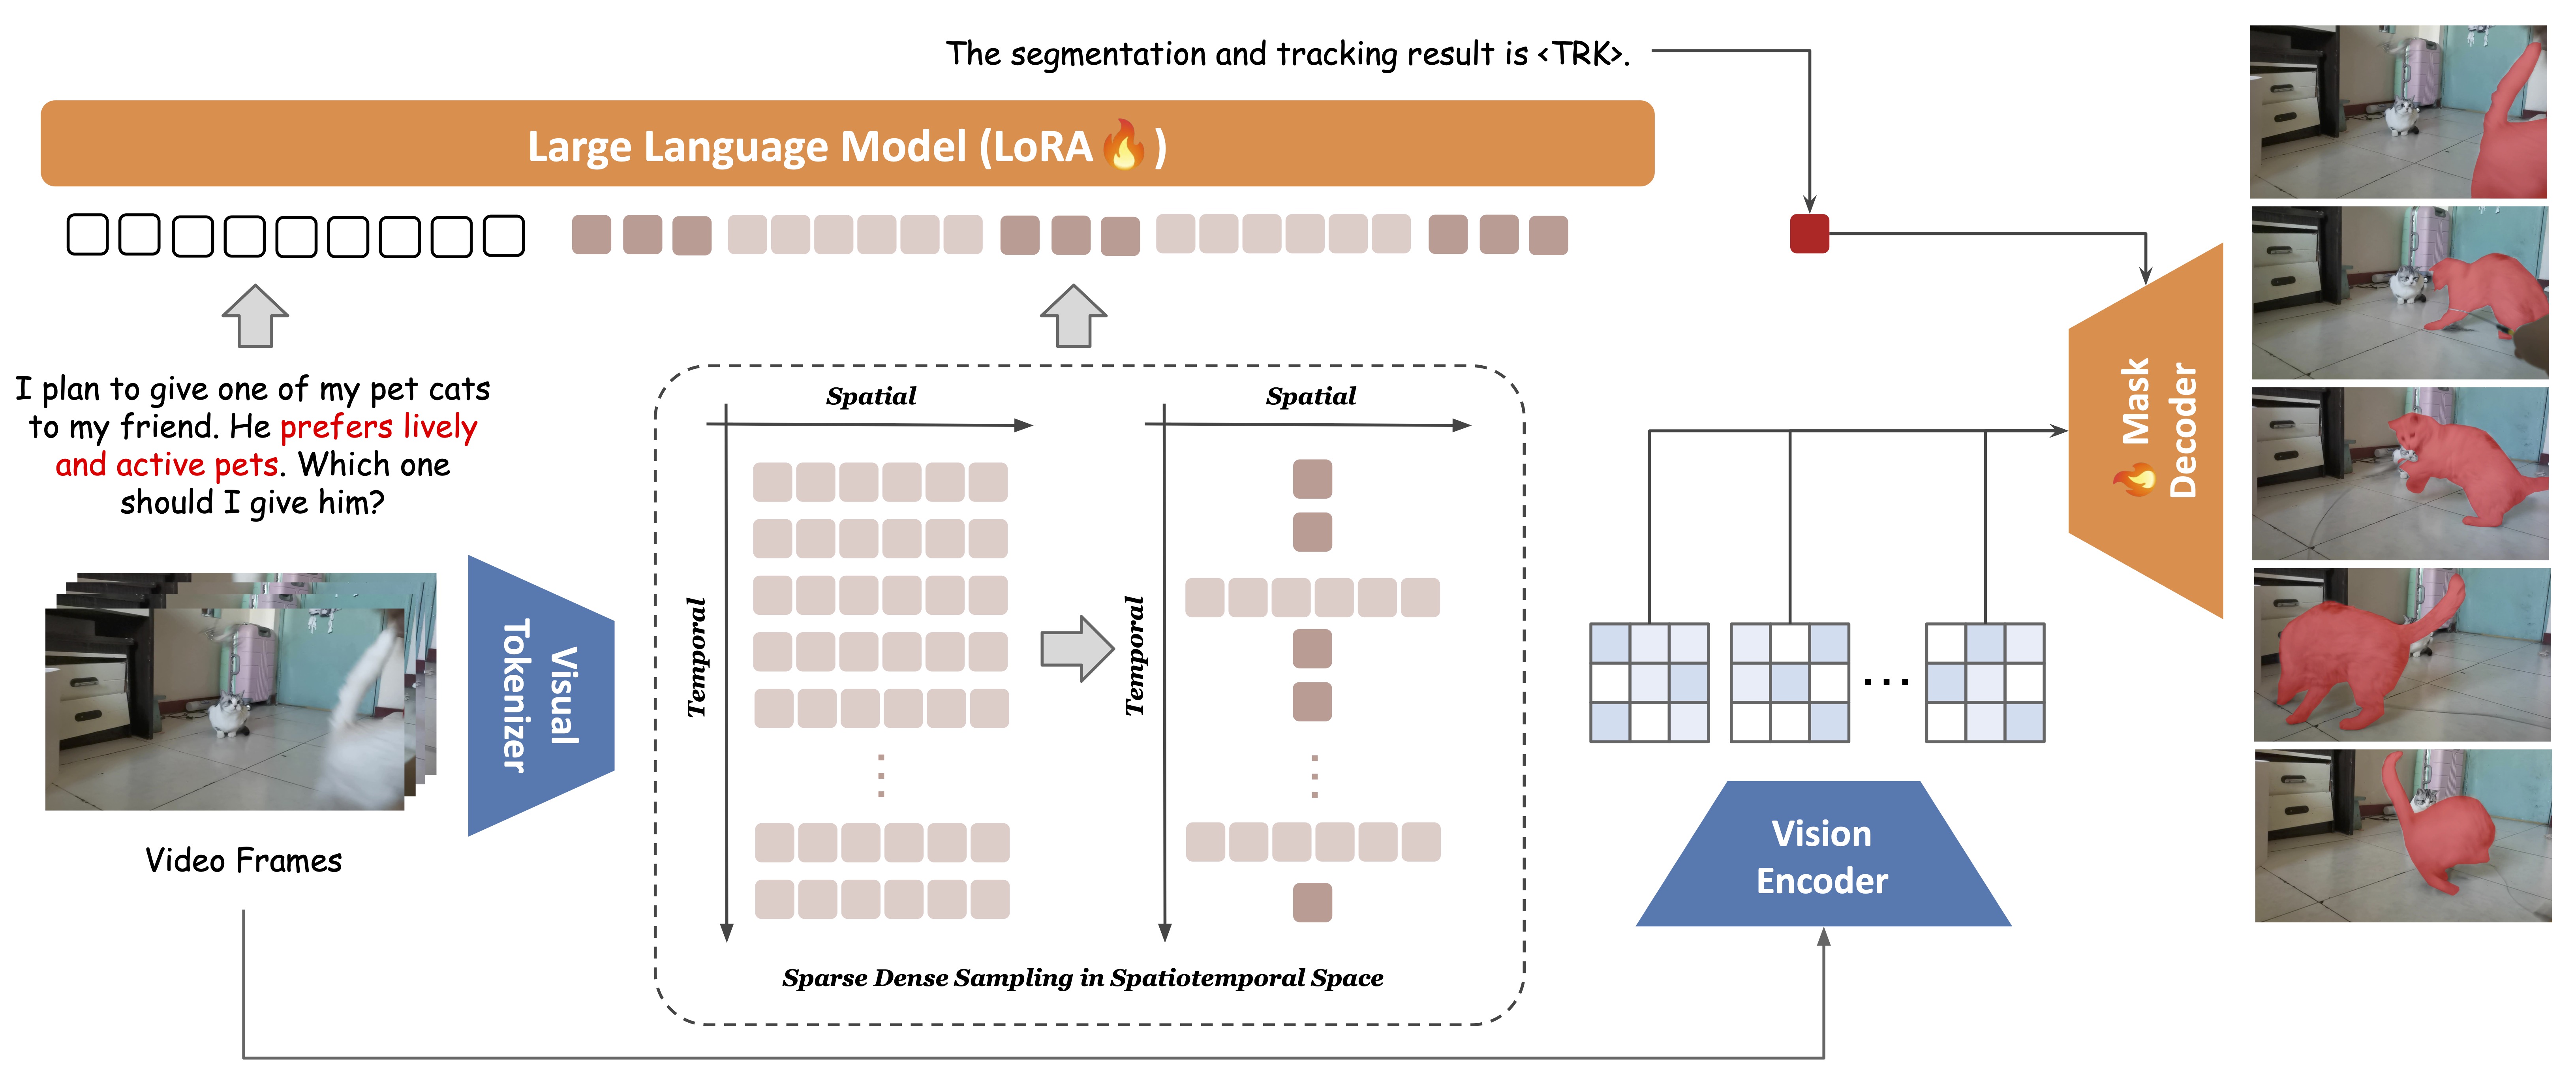 The segmentation and tracking result is <TRK>.
Large Language Model (LoRA🔥)
I plan to give one of my pet cats
to my friend. He prefers lively
and active pets. Which one
should I give him?
Video Frames
Visual
Tokenizer
Spatial
Temporal
Spatial
Temporal
Sparse Dense Sampling in Spatiotemporal Space
...
Vision
Encoder
Mask
Decoder